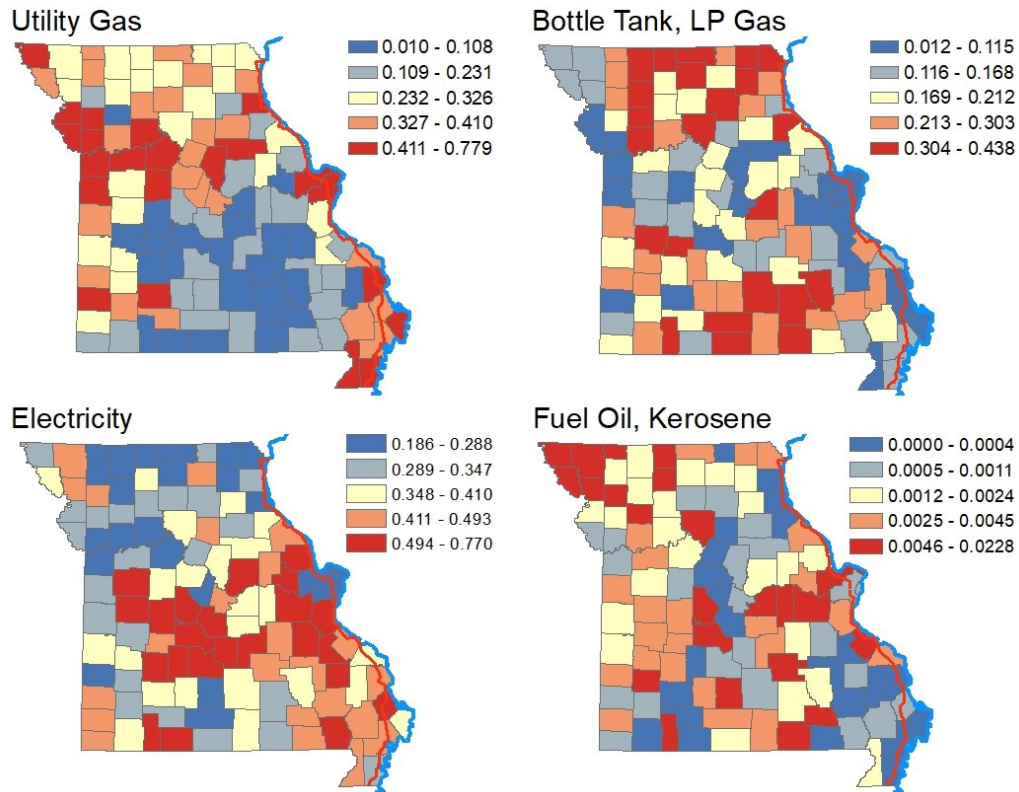 Utility Gas
0.010 - 0.108
0.109 - 0.231
0.232 - 0.326
0.327 - 0.410
0.411 - 0.779
Bottle Tank, LP Gas
0.012 - 0.115
0.116 - 0.168
0.169 - 0.212
0.213 - 0.303
0.304 - 0.438
Electricity
0.186 - 0.288
0.289 - 0.347
0.348 - 0.410
0.411 - 0.493
0.494 - 0.770
Fuel Oil, Kerosene
0.0000 - 0.0004
0.0005 - 0.0011
0.0012 - 0.0024
0.0025 - 0.0045
0.0046 - 0.0228